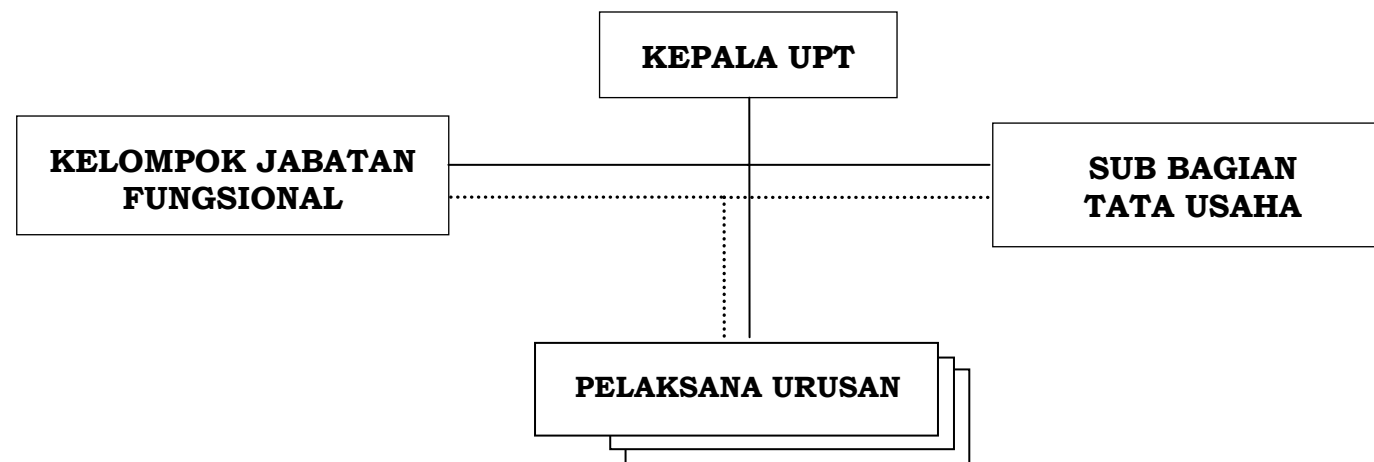 KEPALA UPT
KELOMPOK JABATAN
FUNGSIONAL
SUB BAGIAN
TATA USAHA
PELAKSANA URUSAN